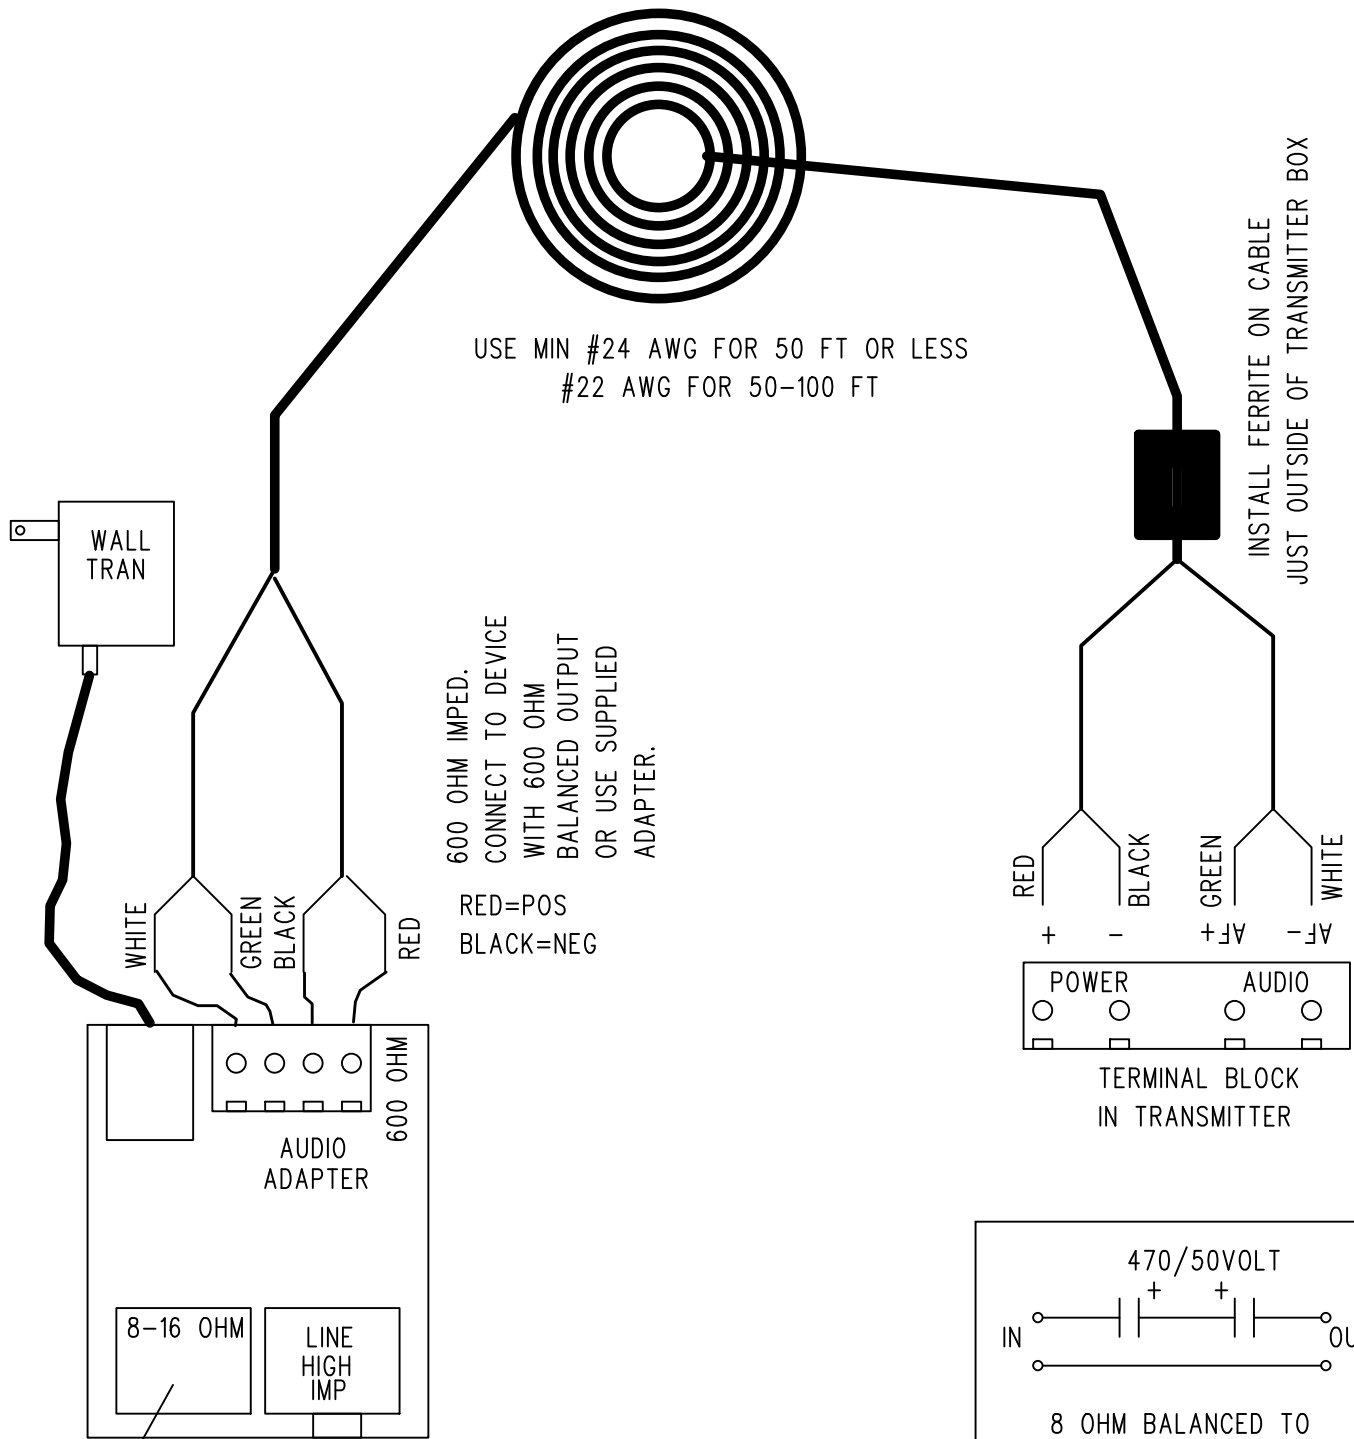 USE MIN #24 AWG FOR 50 FT OR LESS
#22 AWG FOR 50-100 FT
INSTALL FERRITE ON CABLE
JUST OUTSIDE OF TRANSMITTER BOX
WALL
TRAN
600 OHM IMPED.
CONNECT TO DEVICE
WITH 600 OHM
BALANCED OUTPUT
OR USE SUPPLIED
ADAPTER.
RED=POS
BLACK=NEG
WHITE
GREEN
BLACK
RED
600 OHM
AUDIO
ADAPTER
8-16 OHM
LINE
HIGH
IMP
RED
BLACK
GREEN
WHITE
+
-
AF+
AF-
POWER
AUDIO
TERMINAL BLOCK
IN TRANSMITTER
470/50VOLT
+ +
IN
OU
8 OHM BALANCED TO